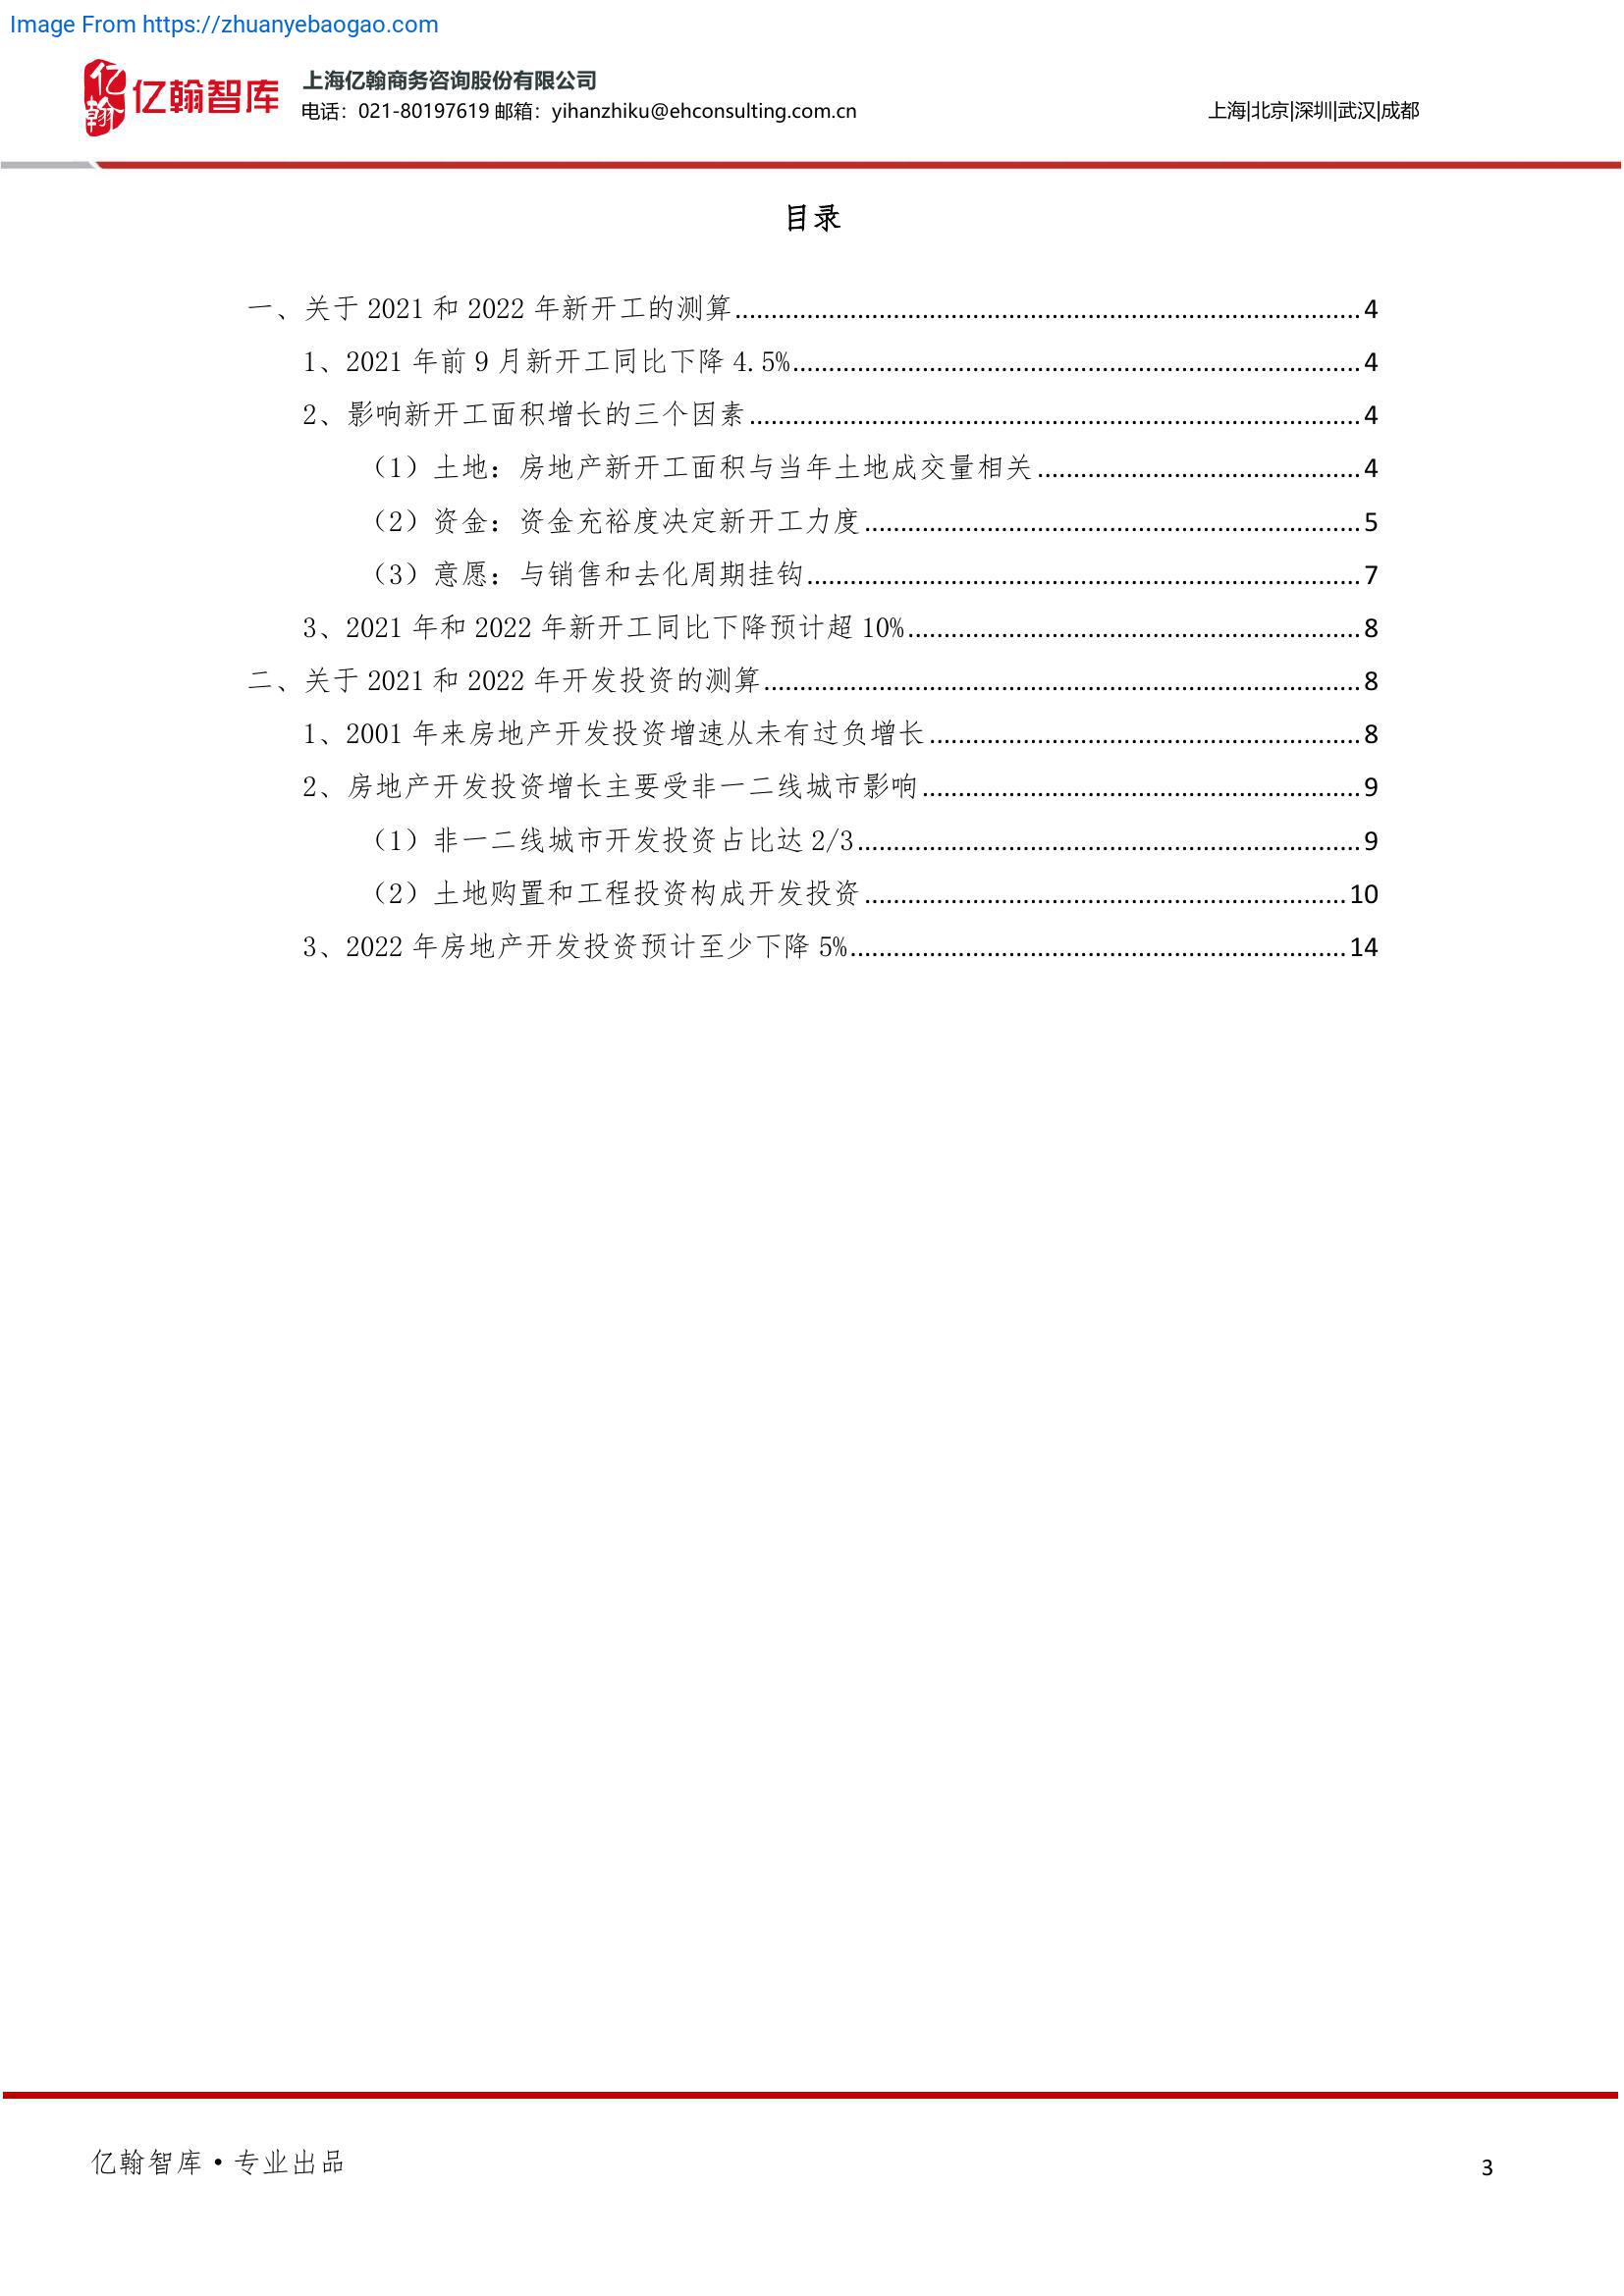 Image From https://zhuanyebaogao.com
亿翰
亿翰智库
上海亿翰商务咨询股份有限公司
电话：021-80197619 邮箱：yihanzhiku@ehconsulting.com.cn
上海|北京|深圳|武汉|成都
目录
一、关于 2021 和 2022 年新开工的测算 4
1、2021 年前 9 月新开工同比下降 4.5% 4
2、影响新开工面积增长的三个因素 4
（1）土地：房地产新开工面积与当年土地成交量相关 4
（2）资金：资金充裕度决定新开工力度 5
（3）意愿：与销售和去化周期挂钩 7
3、2021 年和 2022 年新开工同比下降预计超 10% 8
二、关于 2021 和 2022 年开发投资的测算 8
1、2001 年来房地产开发投资增速从未有过负增长 8
2、房地产开发投资增长主要受非一二线城市影响 9
（1）非一二线城市开发投资占比达 2/3 9
（2）土地购置和工程投资构成开发投资 10
3、2022 年房地产开发投资预计至少下降 5% 14
亿翰智库·专业出品
3